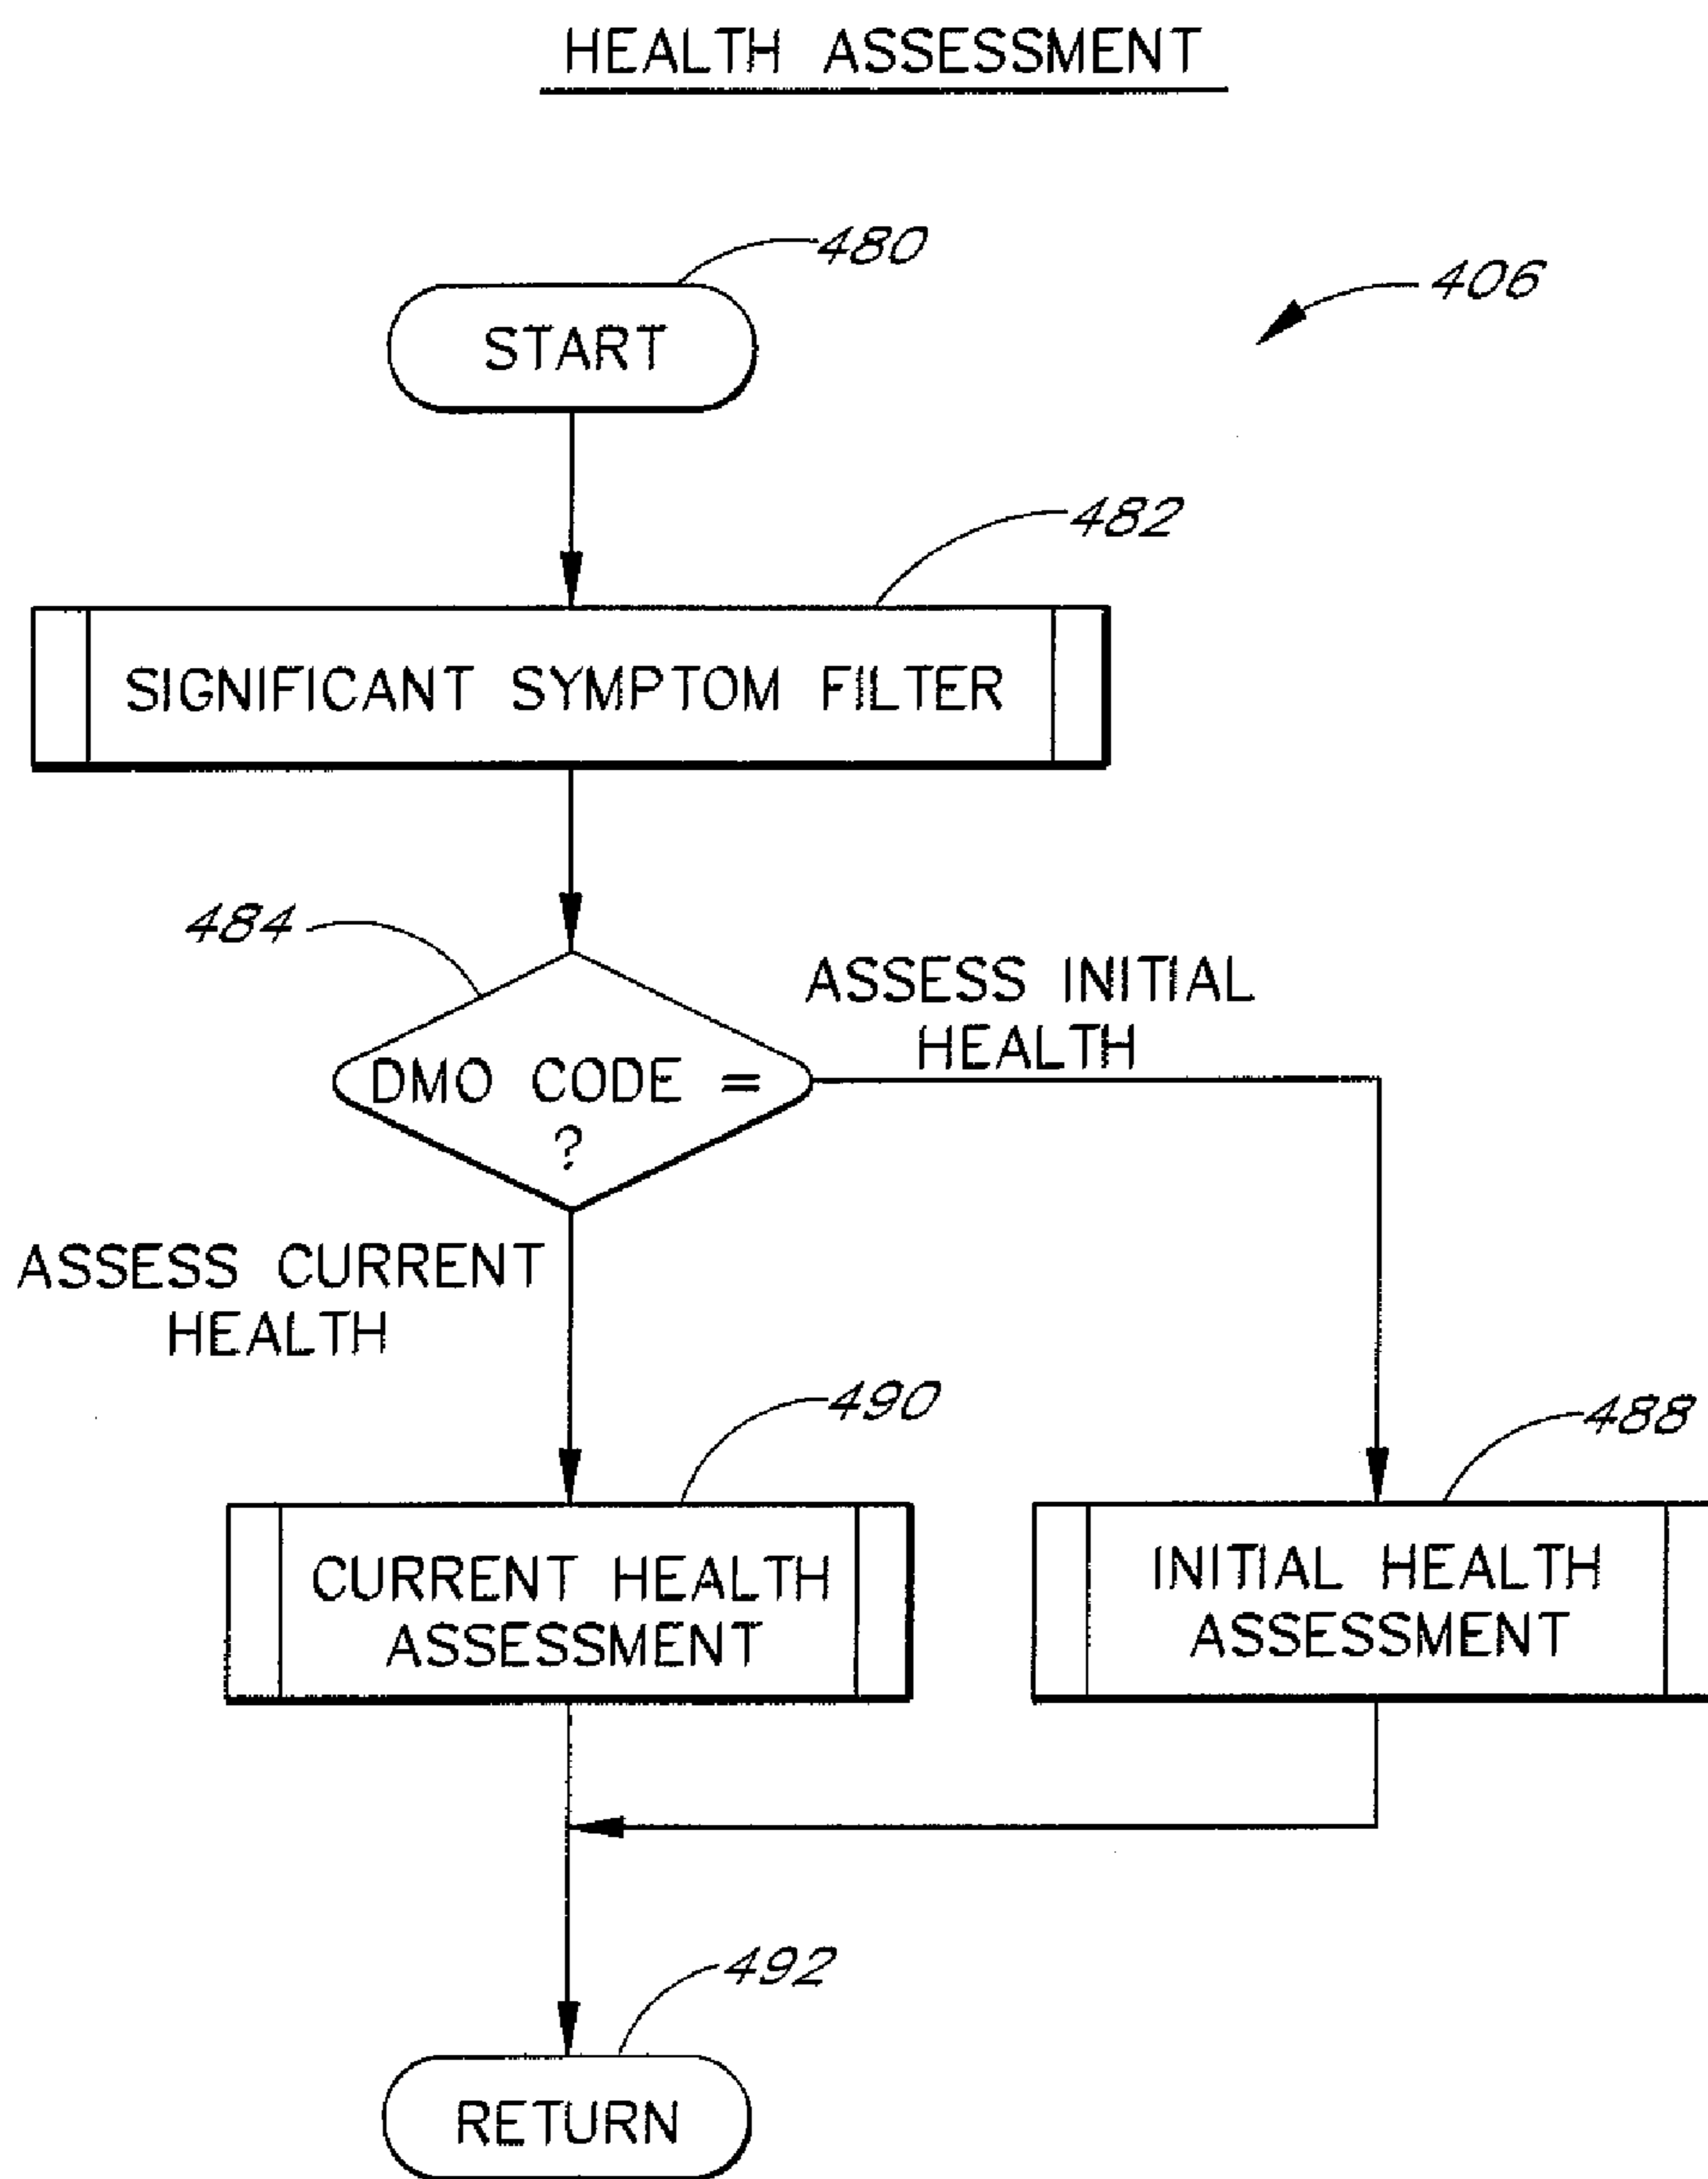 HEALTH ASSESSMENT
480
406
START
482
SIGNIFICANT SYMPTOM FILTER
484
ASSESS INITIAL
HEALTH
DMO CODE =
?
ASSESS CURRENT
HEALTH
490
488
CURRENT HEALTH
ASSESSMENT
INITIAL HEALTH
ASSESSMENT
492
RETURN